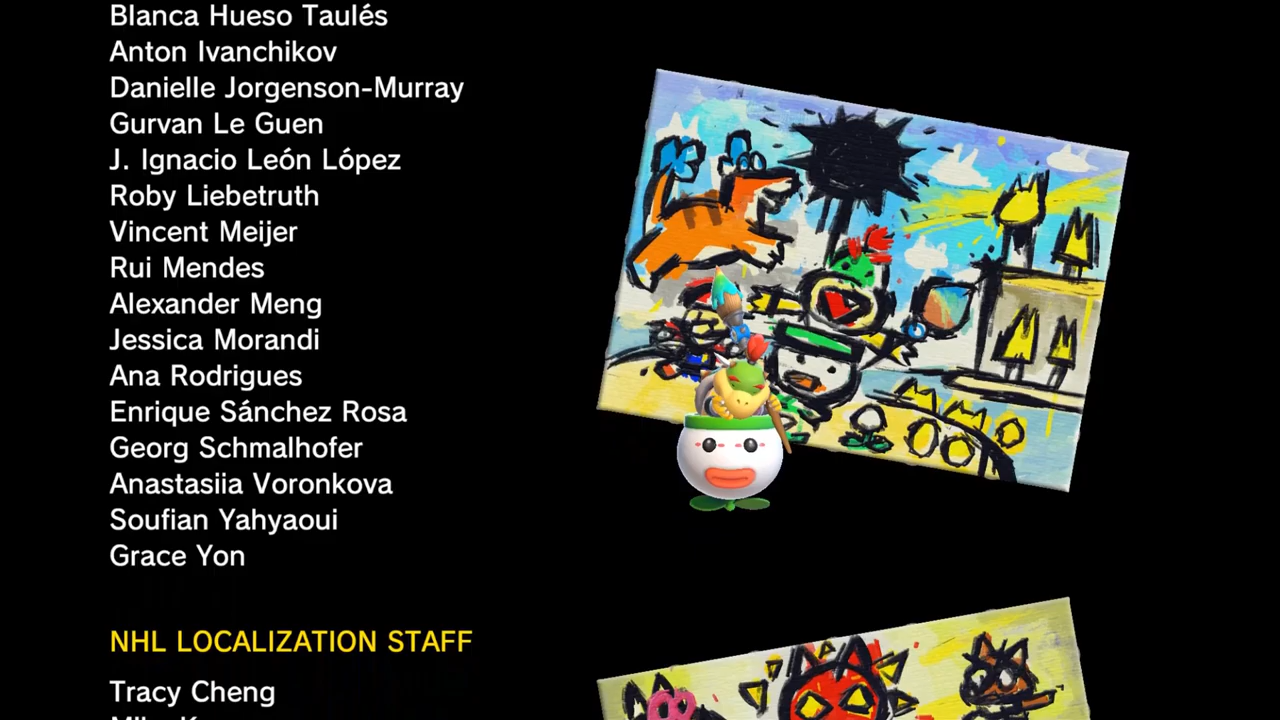 Blanca Hueso Taulés
Anton Ivanchikov
Danielle Jorgenson-Murray
Gurvan Le Guen
J. Ignacio León López
Roby Liebetruth
Vincent Meijer
Rui Mendes
Alexander Meng
Jessica Morandi
Ana Rodrigues
Enrique Sánchez Rosa
Georg Schmalhofer
Anastasiia Voronkova
Soufian Yahyaoui
Grace Yon
NHL LOCALIZATION STAFF
Tracy Cheng